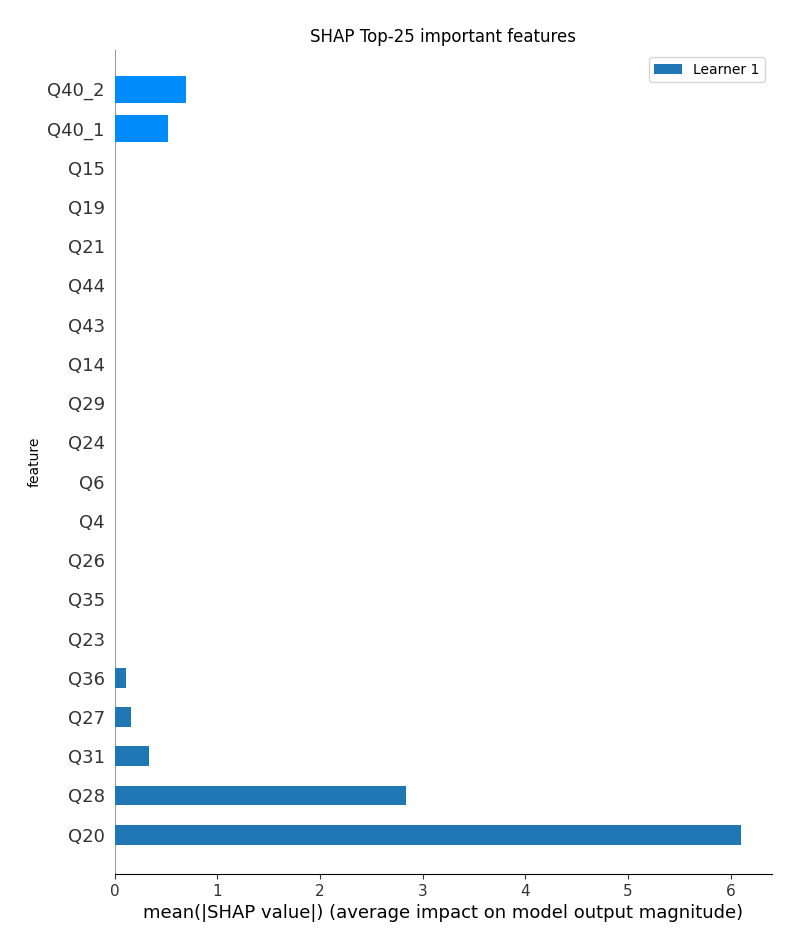 SHAP Top-25 important features
Learner 1
Q40_2
Q40_1
Q15
Q19
Q21
Q44
Q43
Q14
Q29
Q24
Q6
Q4
Q26
Q35
Q23
Q36
Q27
Q31
Q28
Q20
feature
0 1 2 3 4 5 6
mean(|SHAP value|) (average impact on model output magnitude)